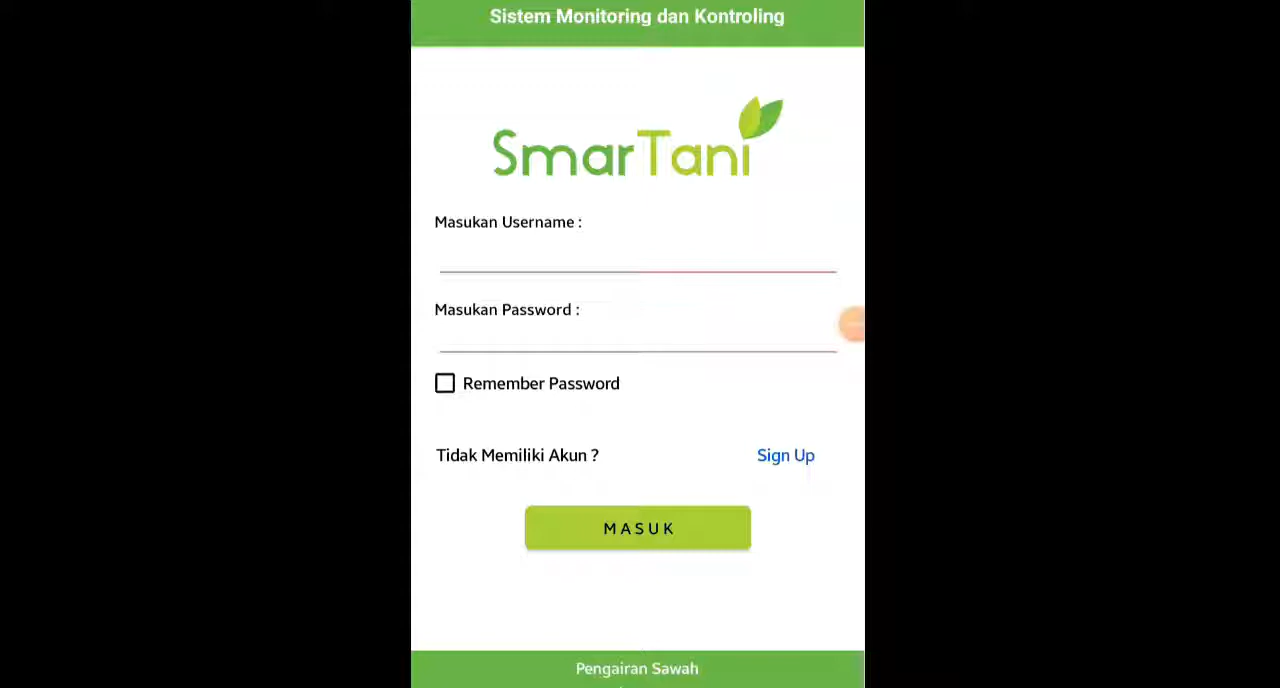 Sistem Monitoring dan Kontroling
SmarTani
Masukan Username :
Masukan Password :
Remember Password
Tidak Memiliki Akun ?
Sign Up
MASUK
Pengairan Sawah